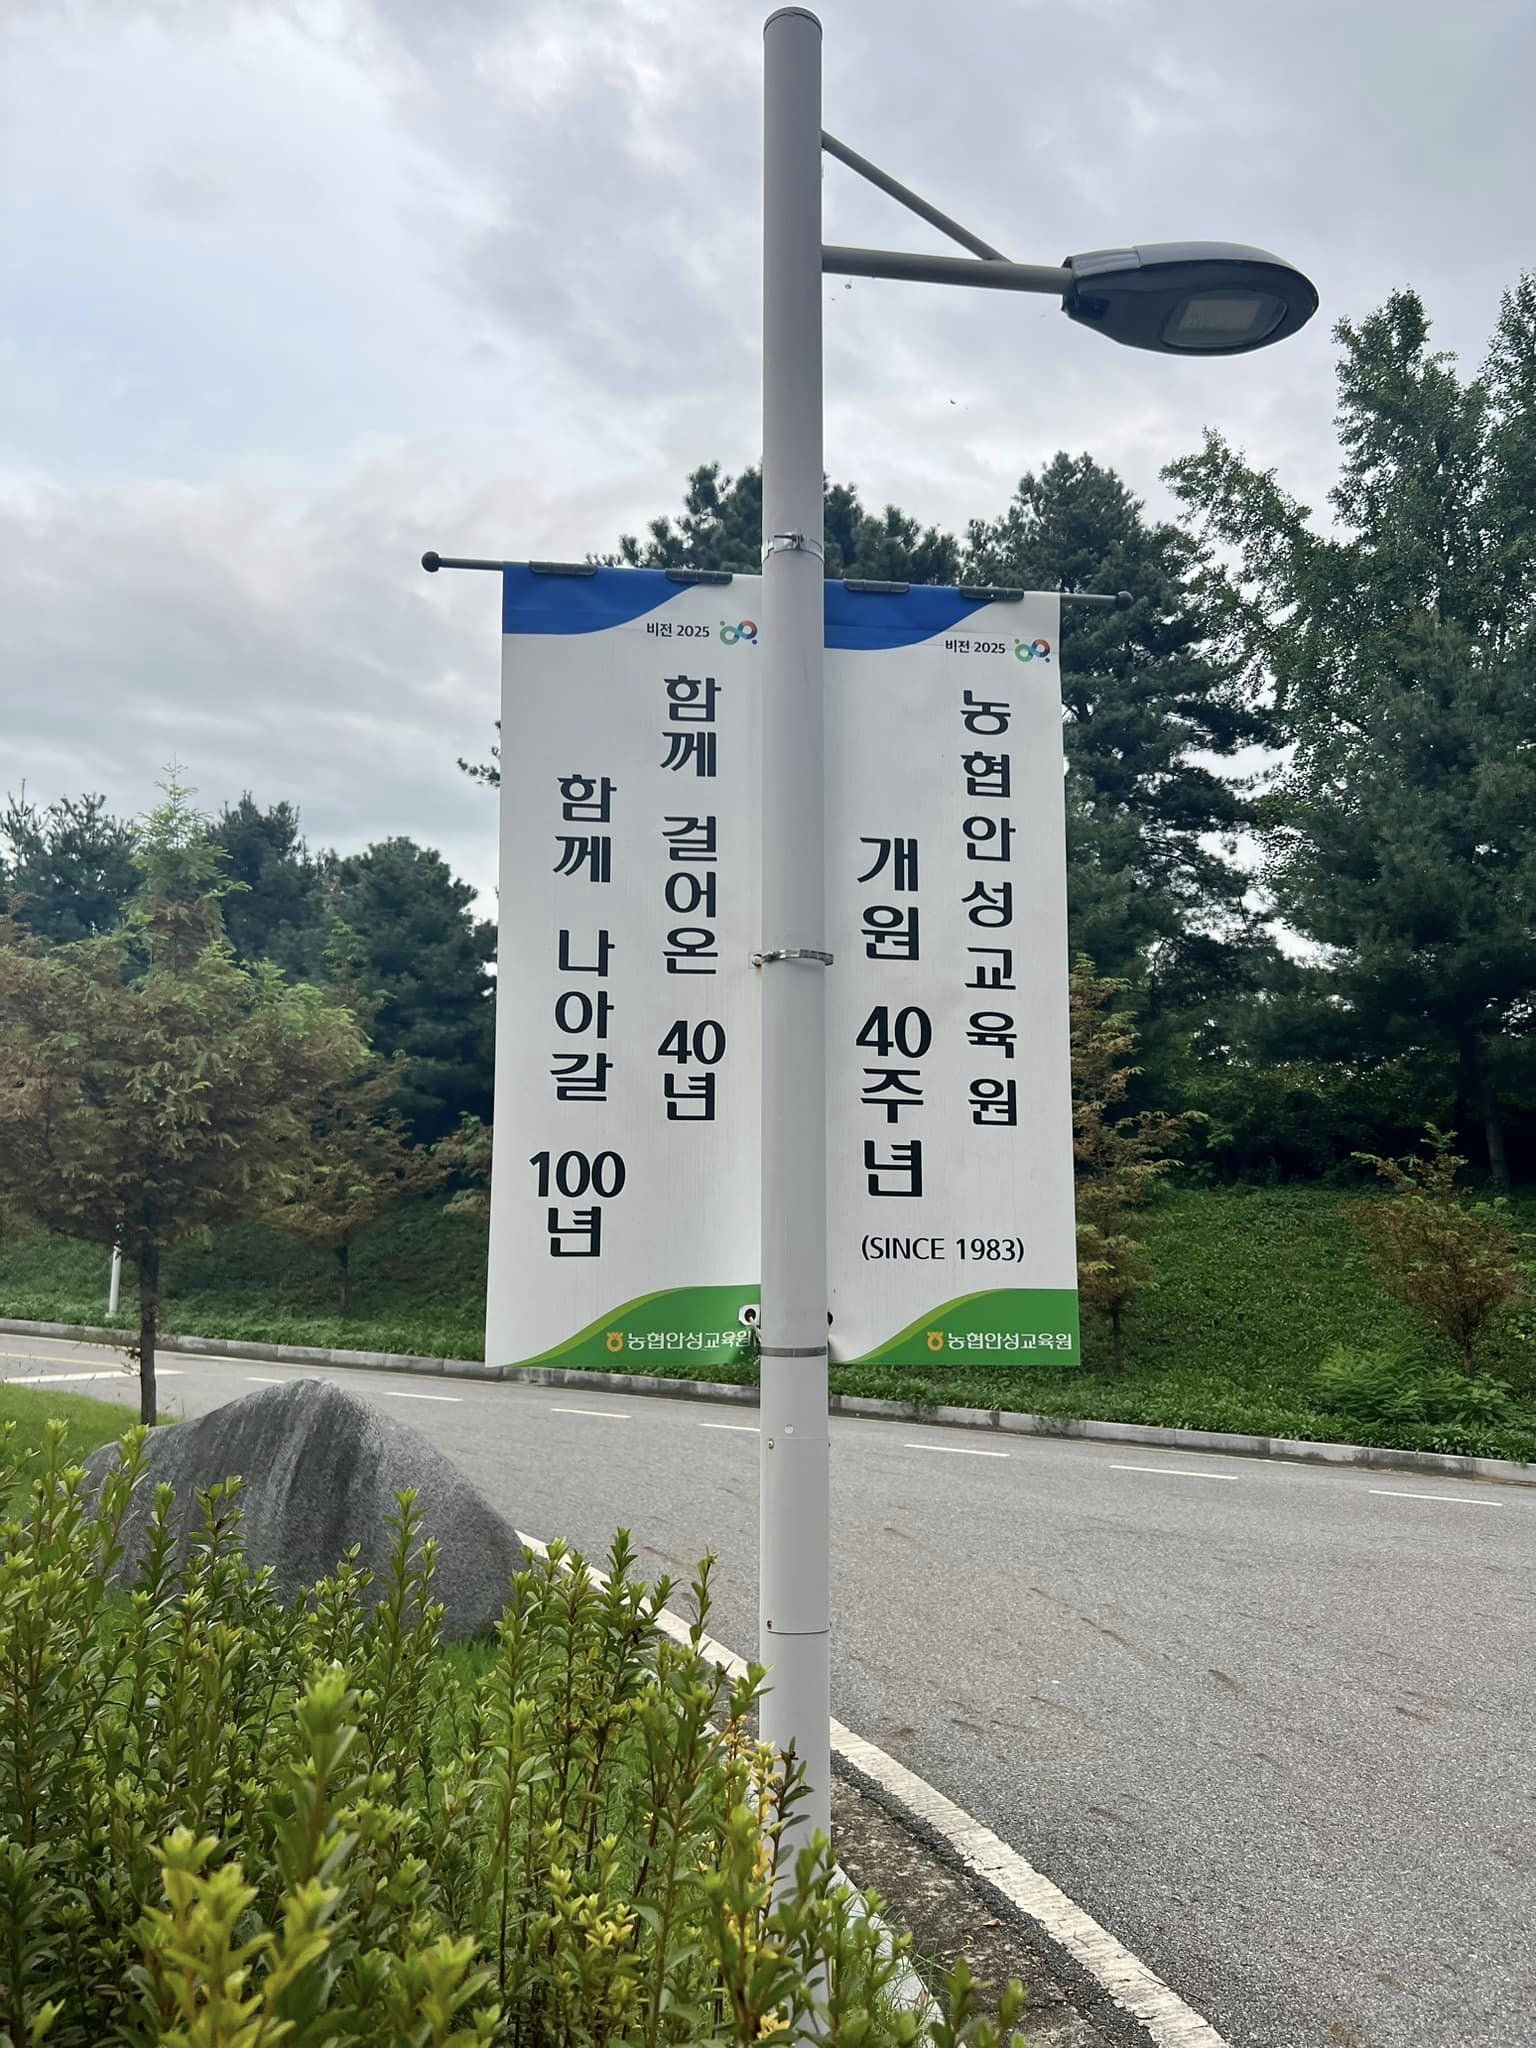 비전 2025
함께 걸어온 40년
함께 나아갈 100년
농협안성교육원
비전 2025
농협안성교육원
개원 40주년
(SINCE 1983)
농협안성교육원